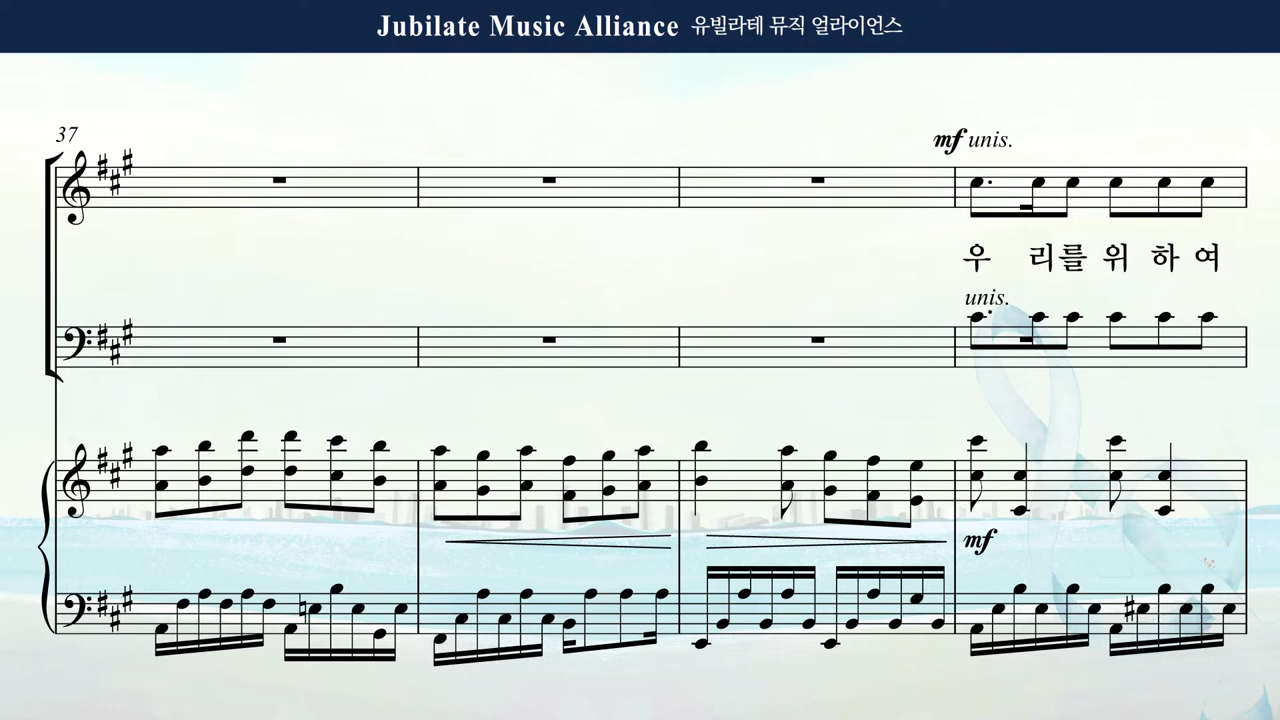 Jubilate Music Alliance 유빌라테 뮤직 얼라이언스
37
mf unis.
우 리를 위 하 여
unis.
mf